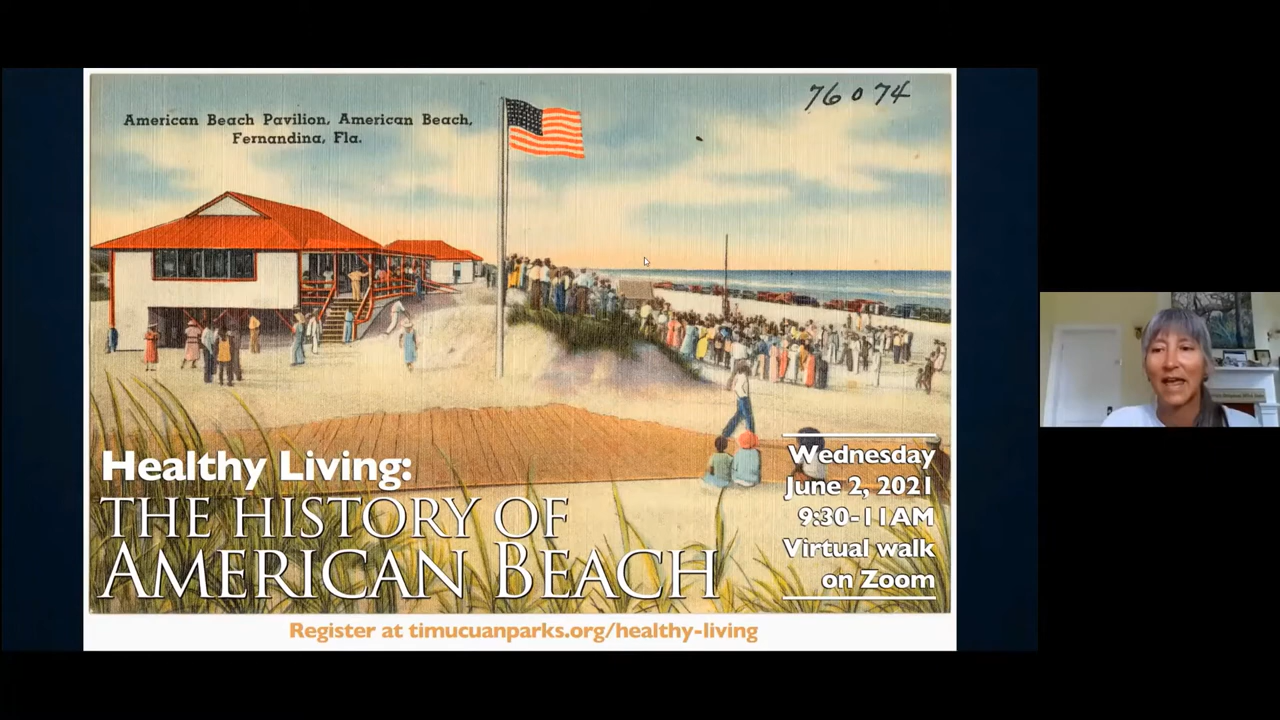 American Beach Pavilion, American Beach,
Fernandina, Fla.
76074
Healthy Living:
THE HISTORY OF
AMERICAN BEACH
Wednesday
June 2, 2021
9:30-11AM
Virtual walk
on Zoom
Register at timucuanparks.org/healthy-living